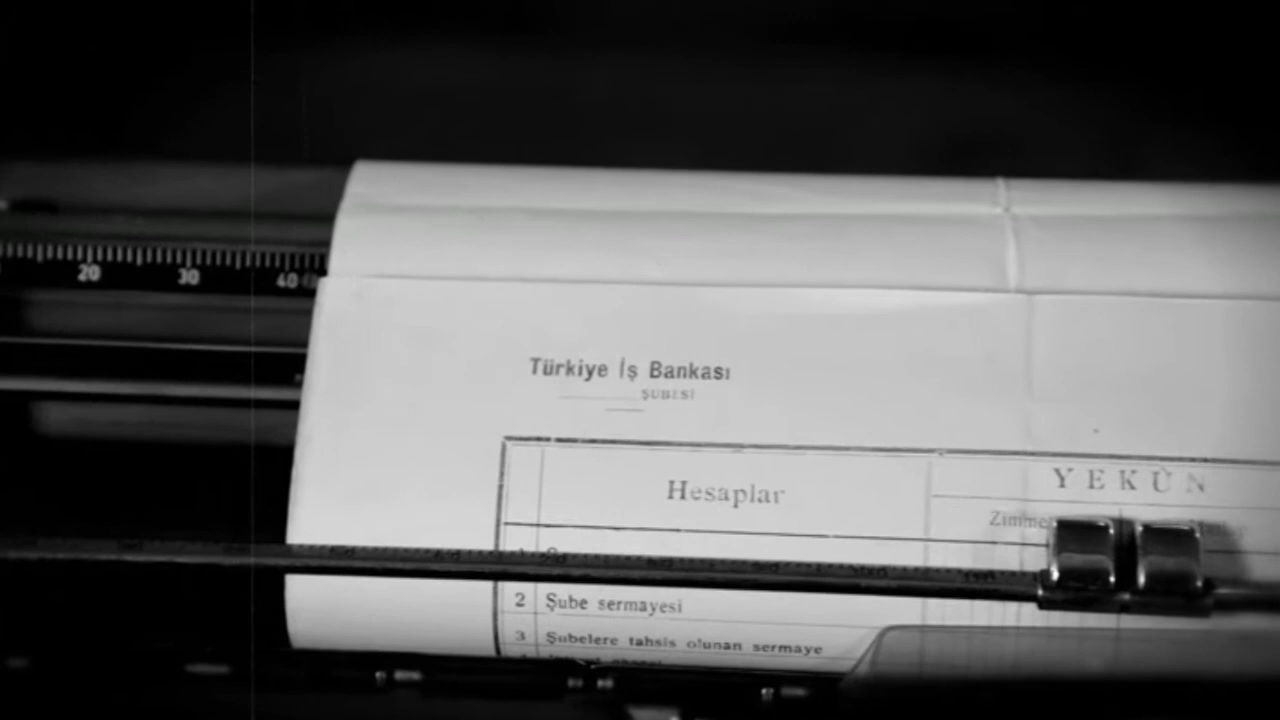 20 30 40
Türkiye İş Bankası
ŞUBESİ
Hesaplar
YEKÛN
2 Şube sermayesi
3 Şubelere tahsis olunan sermaye